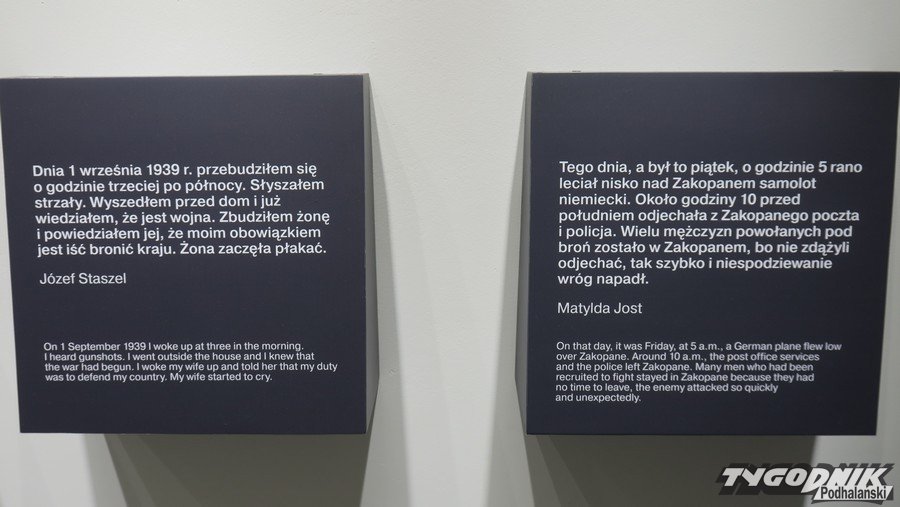 Dnia 1 września 1939 r. przebudziłem się
o godzinie trzeciej po północy. Słyszałem
strzały. Wyszedłem przed dom i już
wiedziałem, że jest wojna. Zbudziłem żonę
i powiedziałem jej, że moim obowiązkiem
jest iść bronić kraju. Żona zaczęła płakać.
Józef Staszel
On 1 September 1939 I woke up at three in the morning.
I heard gunshots. I went outside the house and I knew that
the war had begun. I woke my wife up and told her that my duty
was to defend my country. My wife started to cry.
Tego dnia, a był to piątek, o godzinie 5 rano
leciał nisko nad Zakopanem samolot
niemiecki. Około godziny 10 przed
południem odjechała z Zakopanego poczta
i policja. Wielu mężczyzn powołanych pod
broń zostało w Zakopanem, bo nie zdążyli
odjechać, tak szybko i niespodziewanie
wróg napadł.
Matylda Jost
On that day, it was Friday, at 5 a.m., a German plane flew low
over Zakopane. Around 10 a.m., the post office services
and the police left Zakopane. Many men who had been
recruited to fight stayed in Zakopane because they had
no time to leave, the enemy attacked so quickly
and unexpectedly.
TYGODNIK
Podhalański